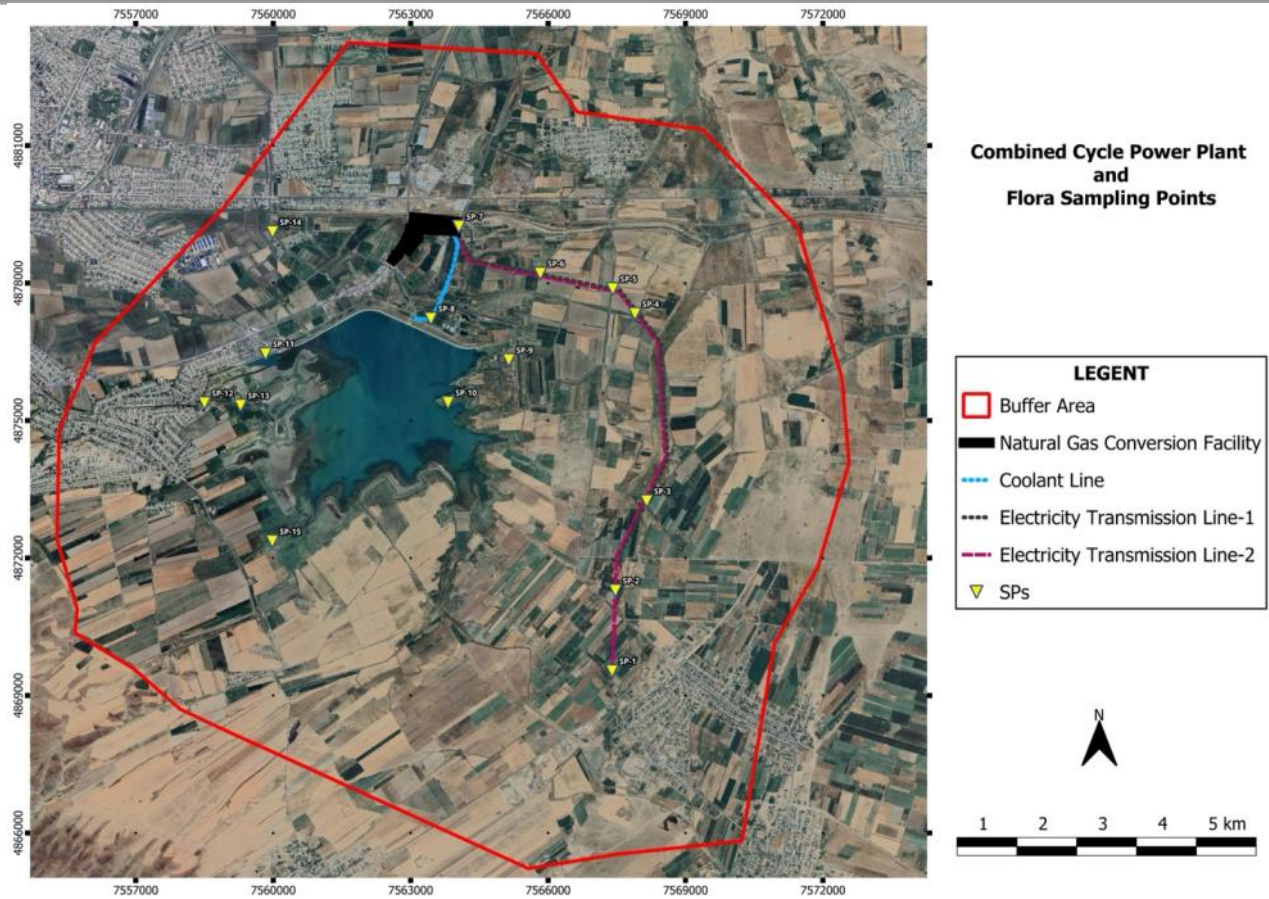 7557000 7560000 7563000 7566000 7569000 7572000
4881000
4878000
4875000
4872000
4869000
4866000
SP-14
SP-7
SP-6
SP-5
SP-4
SP-8
SP-11
SP-9
SP-12
SP-13
SP-10
SP-3
SP-15
SP-2
SP-1
7557000 7560000 7563000 7566000 7569000 7572000
Combined Cycle Power Plant
and
Flora Sampling Points
LEGENT
Buffer Area
Natural Gas Conversion Facility
Coolant Line
Electricity Transmission Line-1
Electricity Transmission Line-2
SPs
N
1 2 3 4 5 km